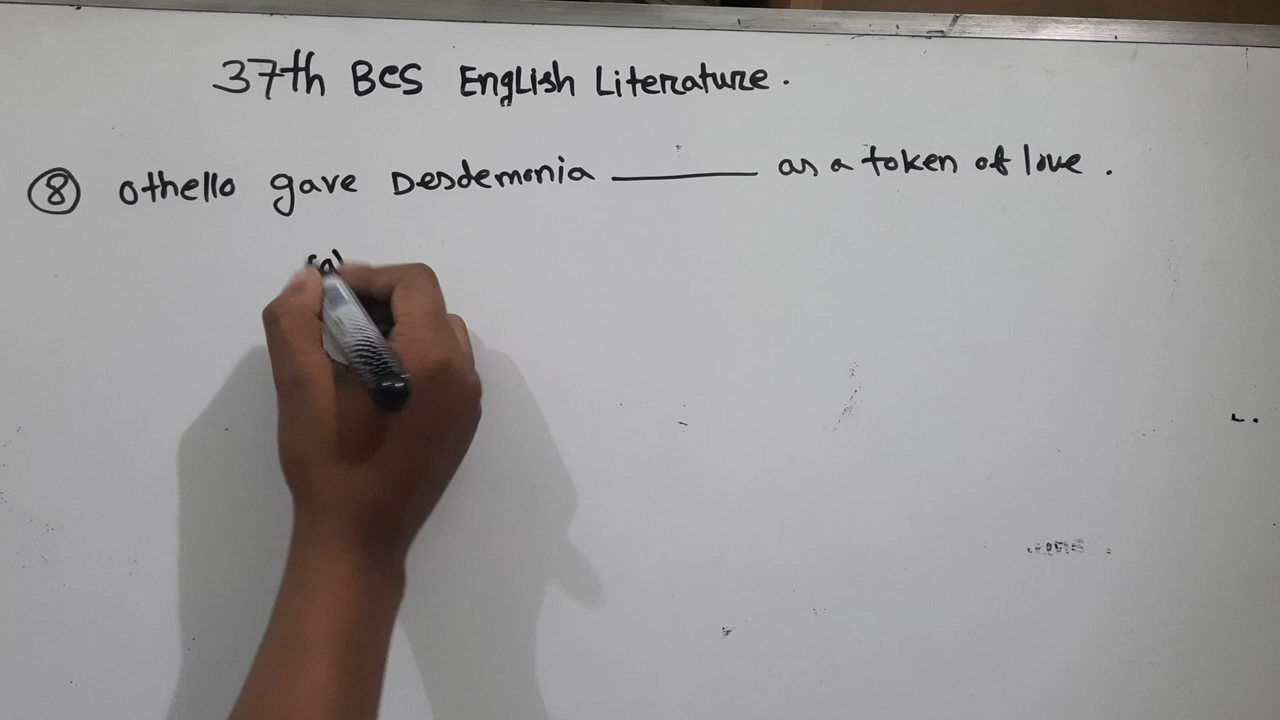 37th BCS English Literature.
⑧ Othello gave Desdemonia ______ as a token of love.
(a)